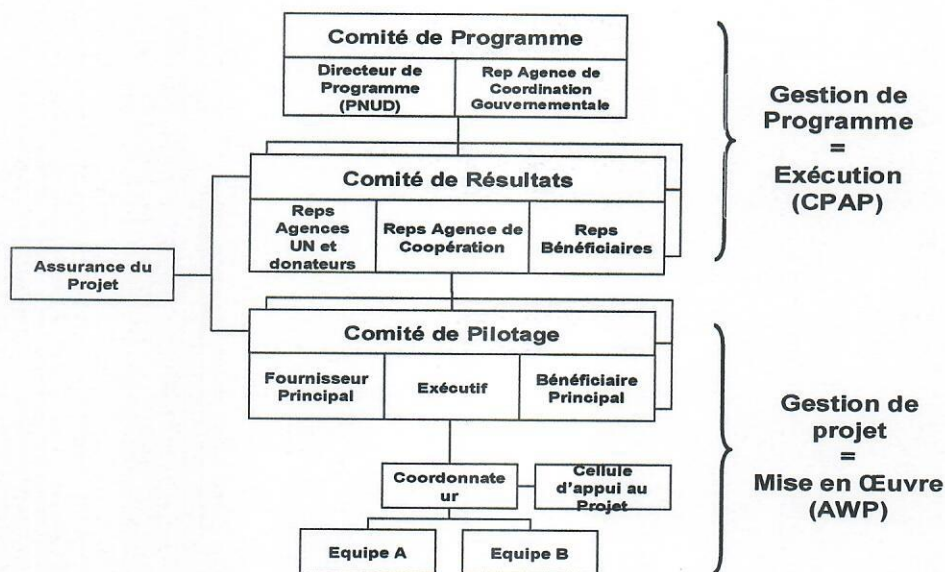 Comité de Programme
Directeur de
Programme
(PNUD)
Rep Agence de
Coordination
Gouvernementale
Gestion de
Programme
=
Exécution
(CPAP)
Comité de Résultats
Reps
Agences
UN et
donateurs
Reps Agence de
Coopération
Reps
Bénéficiaires
Assurance du
Projet
Comité de Pilotage
Fournisseur
Principal
Exécutif
Bénéficiaire
Principal
Gestion de
projet
=
Mise en Œuvre
(AWP)
Coordonnate
ur
Cellule
d'appui au
Projet
Equipe A
Equipe B